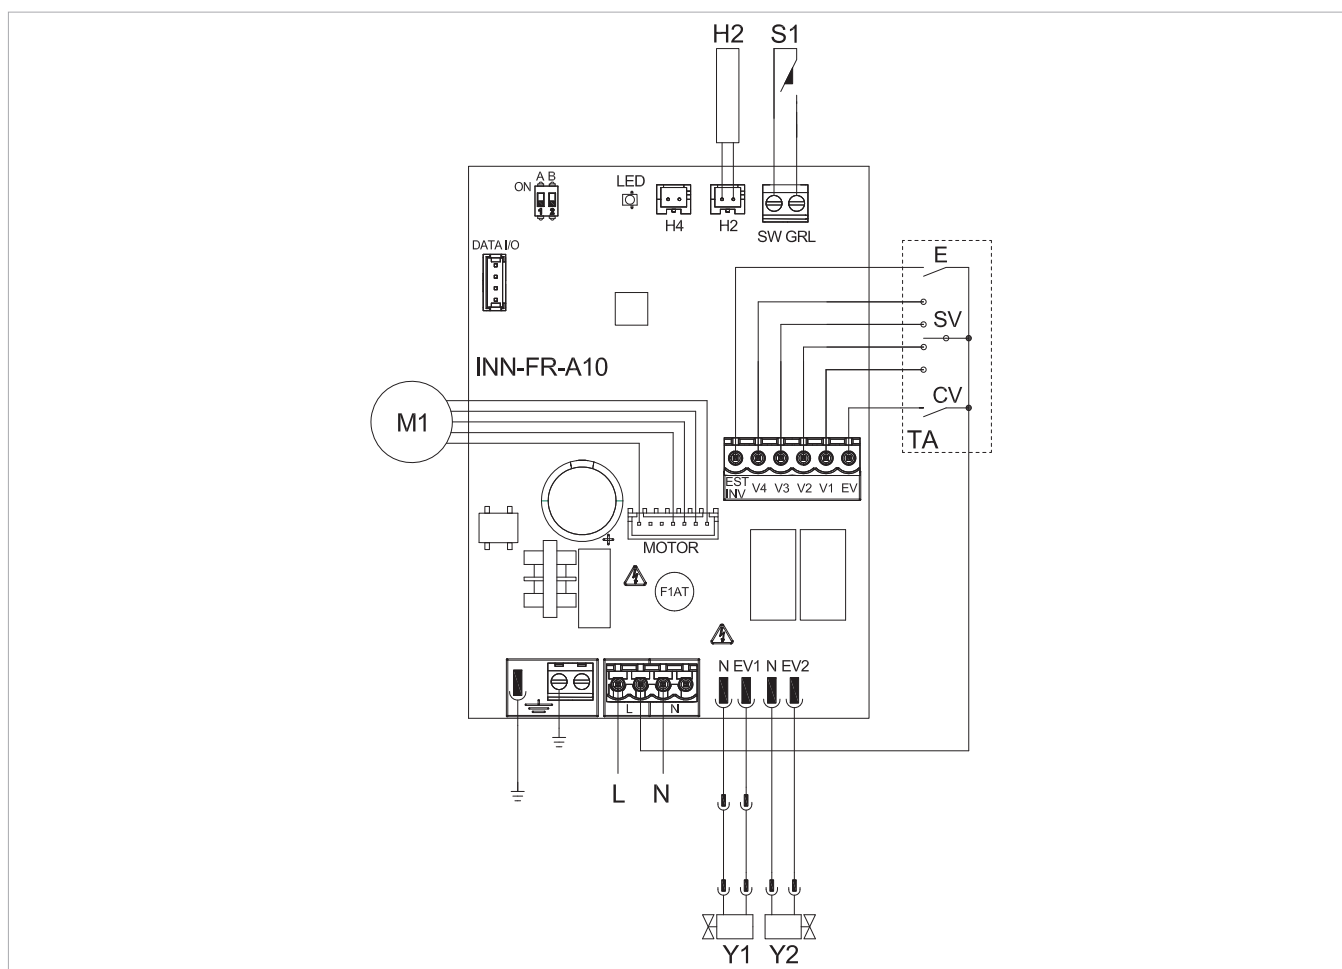 H2 S1
A B
ON
1 2
LED
H4
H2
SW GRL
DATA I/O
E
SV
CV
TA
INN-FR-A10
M1
EST
INV
V4 V3 V2 V1 EV
MOTOR
+
F1AT
N EV1 N EV2
L N
L N
Y1 Y2